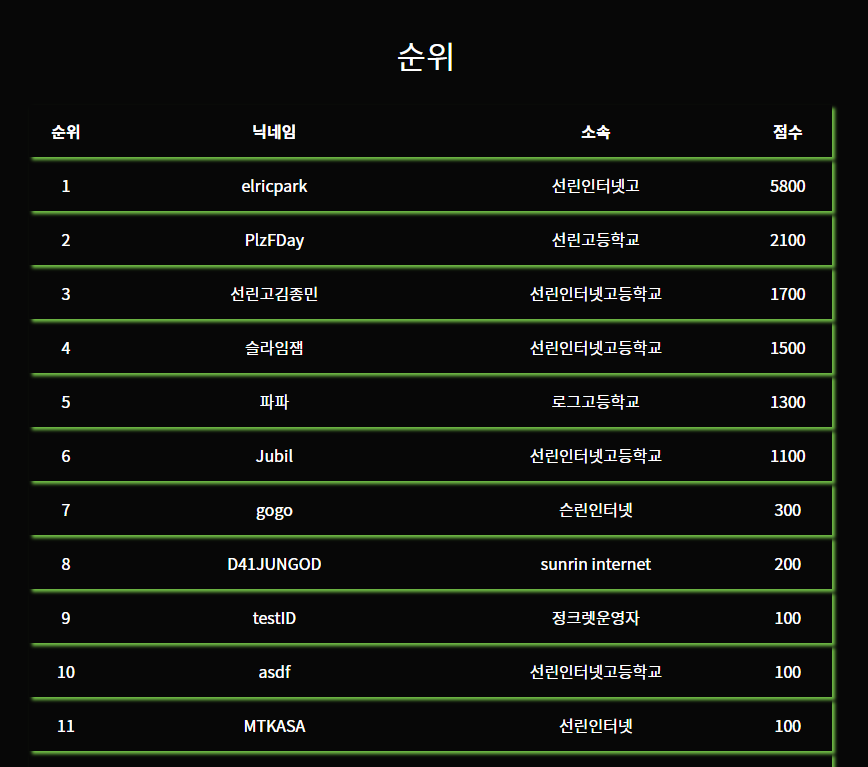 순위
순위 닉네임 소속 점수
1 elricpark 선린인터넷고 5800
2 PlzFDay 선린고등학교 2100
3 선린고김종민 선린인터넷고등학교 1700
4 슬라임잼 선린인터넷고등학교 1500
5 파파 로그고등학교 1300
6 Jubil 선린인터넷고등학교 1100
7 gogo 슨린인터넷 300
8 D41JUNGOD sunrin internet 200
9 testID 정크렛운영자 100
10 asdf 선린인터넷고등학교 100
11 MTKASA 선린인터넷 100